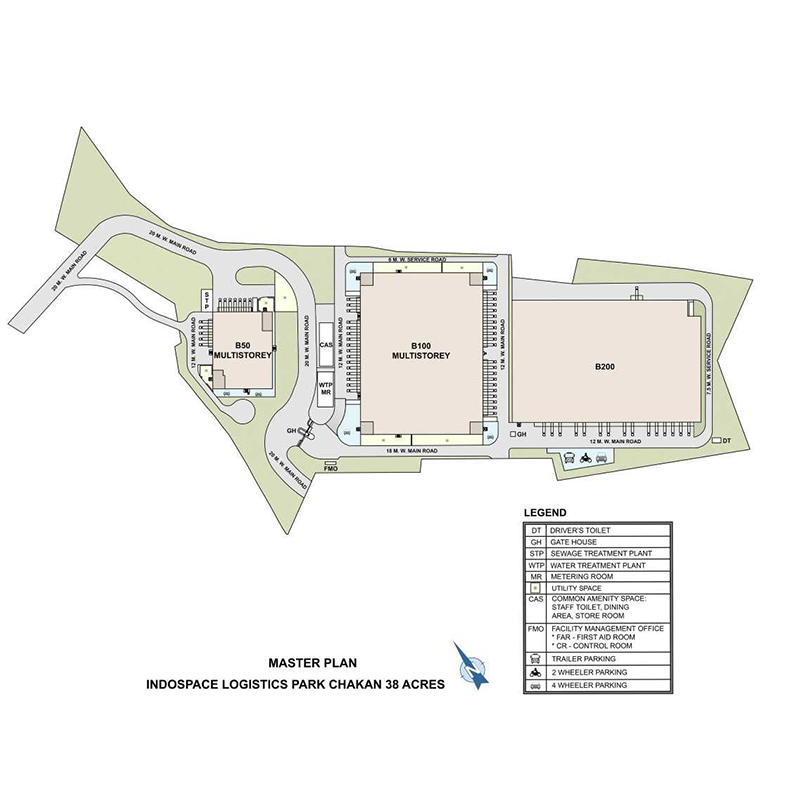 20 M. W. MAIN ROAD
20 M. W. MAIN ROAD
6 M. W. SERVICE ROAD
STP
12 M. W. MAIN ROAD
B50
MULTISTOREY
20 M. W. MAIN ROAD
CAS
WTP
MR
12 M. W. MAIN ROAD
B100
MULTISTOREY
12 M. W. MAIN ROAD
B200
7.5 M. W. SERVICE ROAD
GH
20 M. W. MAIN ROAD
FMO
18 M. W. MAIN ROAD
GH
12 M. W. MAIN ROAD
DT
LEGEND
DT DRIVER'S TOILET
GH GATE HOUSE
STP SEWAGE TREATMENT PLANT
WTP WATER TREATMENT PLANT
MR METERING ROOM
UTILITY SPACE
CAS COMMON AMENITY SPACE:
STAFF TOILET, DINING
AREA, STORE ROOM
FMO FACILITY MANAGEMENT OFFICE
* FAR - FIRST AID ROOM
* CR - CONTROL ROOM
TRAILER PARKING
2 WHEELER PARKING
4 WHEELER PARKING
MASTER PLAN
INDOSPACE LOGISTICS PARK CHAKAN 38 ACRES
N